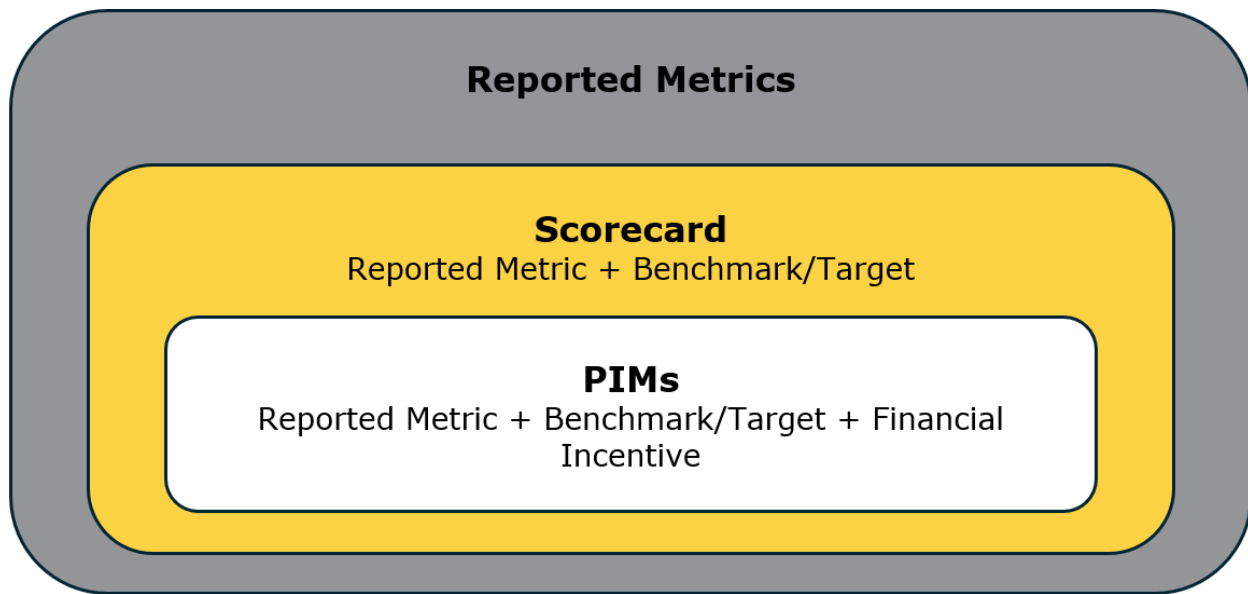 Reported Metrics
Scorecard
Reported Metric + Benchmark/Target
PIMs
Reported Metric + Benchmark/Target + Financial
Incentive